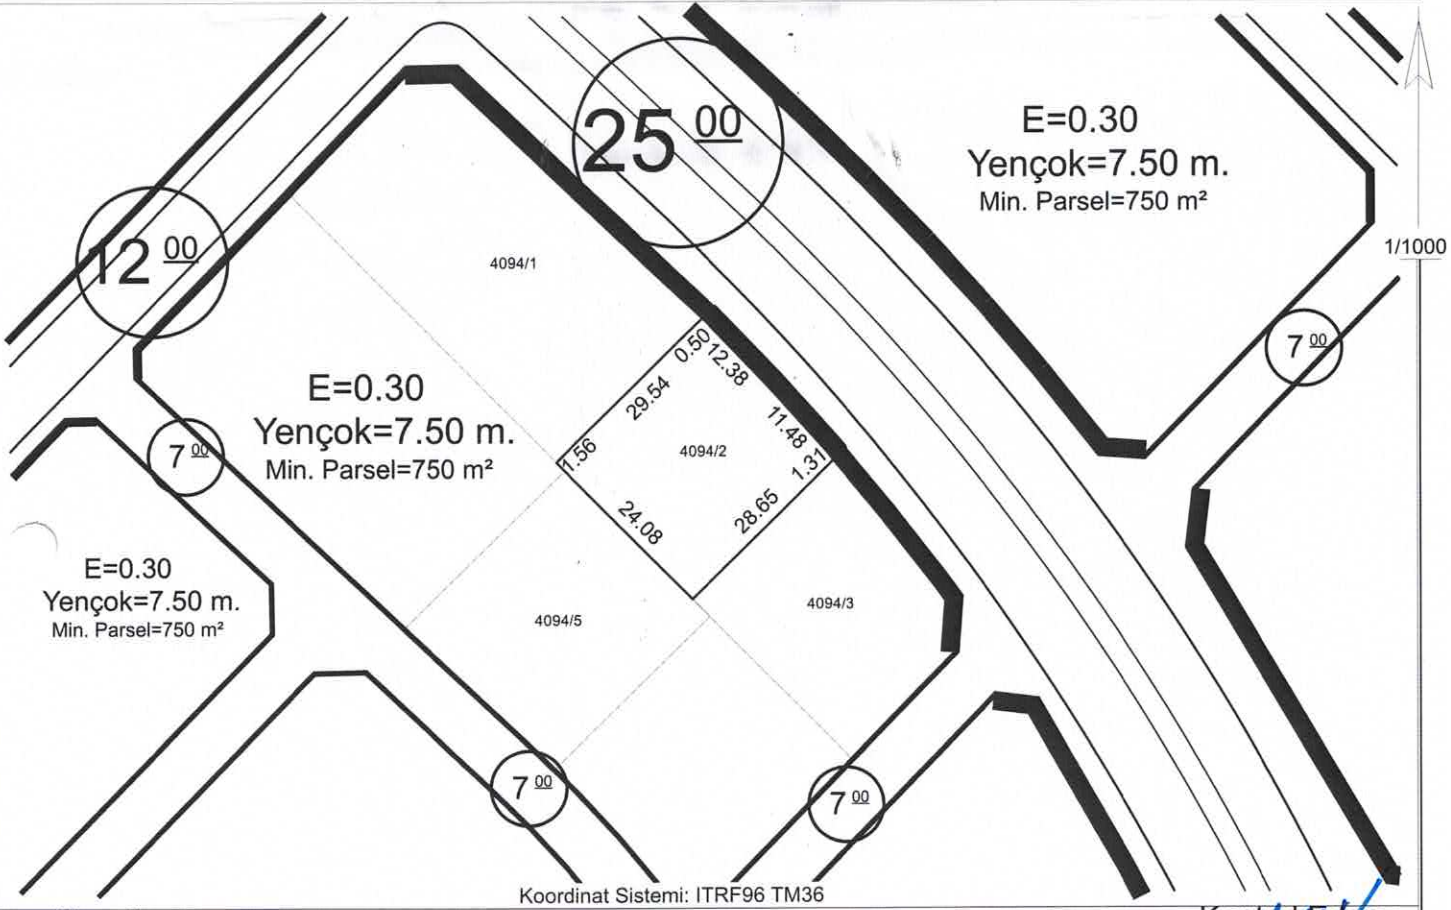 25 00
E=0.30
Yençok=7.50 m.
Min. Parsel=750 m²
12 00
4094/1
1/1000
7 00
0.50
12.38
29.54
E=0.30
Yençok=7.50 m.
Min. Parsel=750 m²
11.48
1.56
4094/2
1.31
7 00
28.65
24.08
E=0.30
Yençok=7.50 m.
Min. Parsel=750 m²
4094/5
4094/3
7 00
7 00
Koordinat Sistemi: ITRF96 TM36